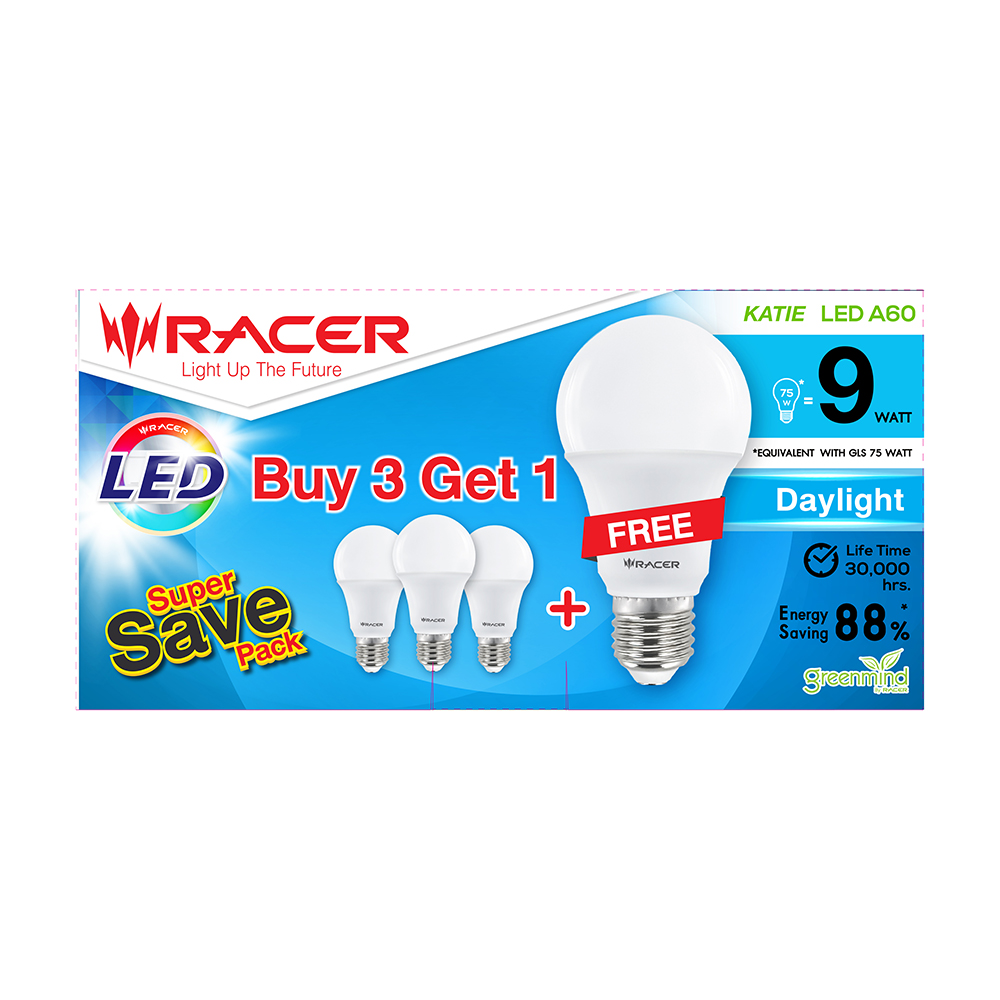 RACER
Light Up The Future
KATIE LED A60
75 W * = 9 WATT
*EQUIVALENT WITH GLS 75 WATT
RACER
LED
Buy 3 Get 1
FREE
Daylight
RACER
Life Time
30,000
hrs.
Energy
Saving 88%*
Super
Save
Pack
RACER
RACER
RACER
+
greenmind
By RACER